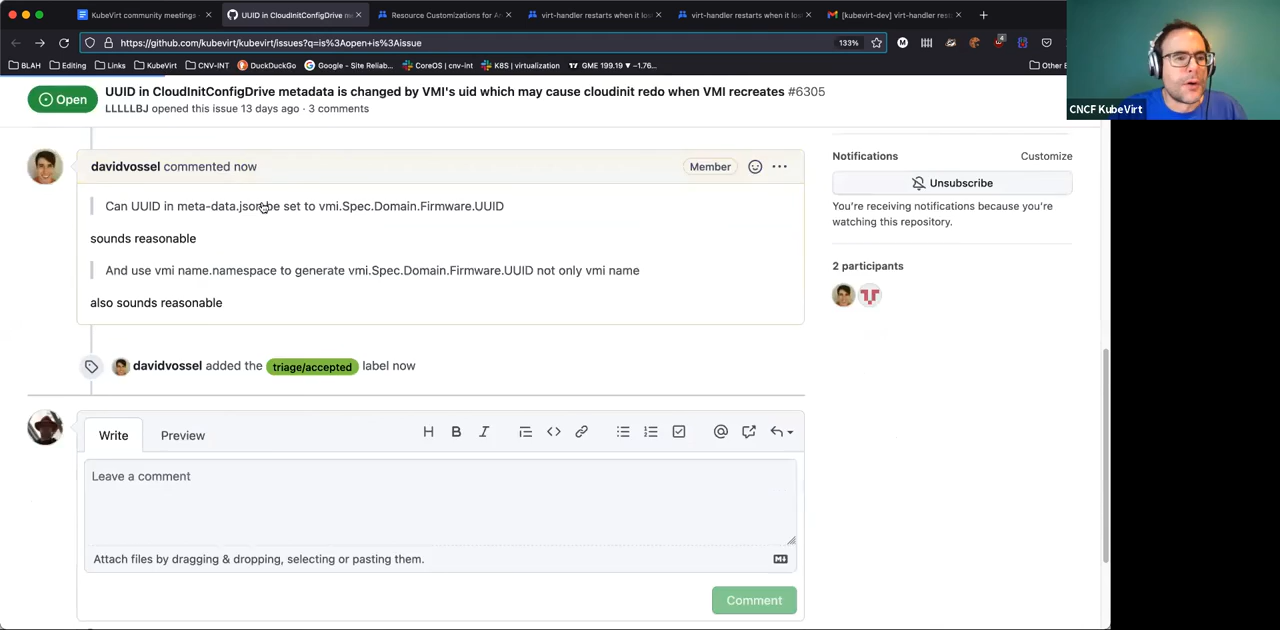 KubeVirt community meetings -
UUID in CloudInitConfigDrive me
Resource Customizations for Ar
virt-handler restarts when it lo
virt-handler restarts when it lo
[kubevirt-dev] virt-handler res
https://github.com/kubevirt/kubevirt/issues?q=is%3Aopen+is%3Aissue
133%
BLAH
Editing
Links
KubeVirt
CNV-INT
DuckDuckGo
Google - Site Reliab...
CoreOS | cnv-int
K8S | virtualization
GME 199.19 ▼ −1.76...
Other
CNCF KubeVirt
Open
UUID in CloudInitConfigDrive metadata is changed by VMI's uid which may cause cloudinit redo when VMI recreates #6305
LLLLLBJ opened this issue 13 days ago · 3 comments
davidvossel commented now
Member
Can UUID in meta-data.json be set to vmi.Spec.Domain.Firmware.UUID
sounds reasonable
And use vmi name.namespace to generate vmi.Spec.Domain.Firmware.UUID not only vmi name
also sounds reasonable
davidvossel added the triage/accepted label now
Write
Preview
Leave a comment
Attach files by dragging & dropping, selecting or pasting them.
Comment
Notifications
Customize
Unsubscribe
You're receiving notifications because you're
watching this repository.
2 participants